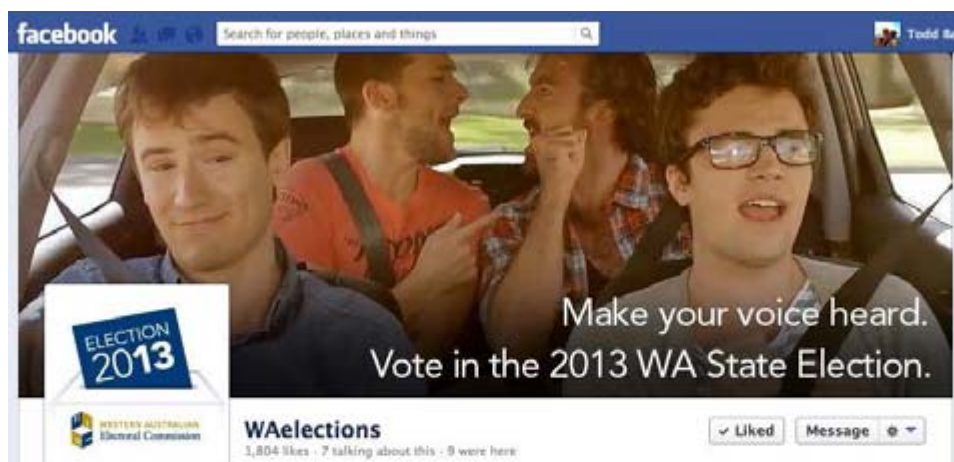 facebook
Search for people, places and things
Todd
Make your voice heard.
Vote in the 2013 WA State Election.
ELECTION
2013
WESTERN AUSTRALIAN
Electoral Commission
WAelections
1,804 likes · 7 talking about this · 9 were here
✓ Liked
Message